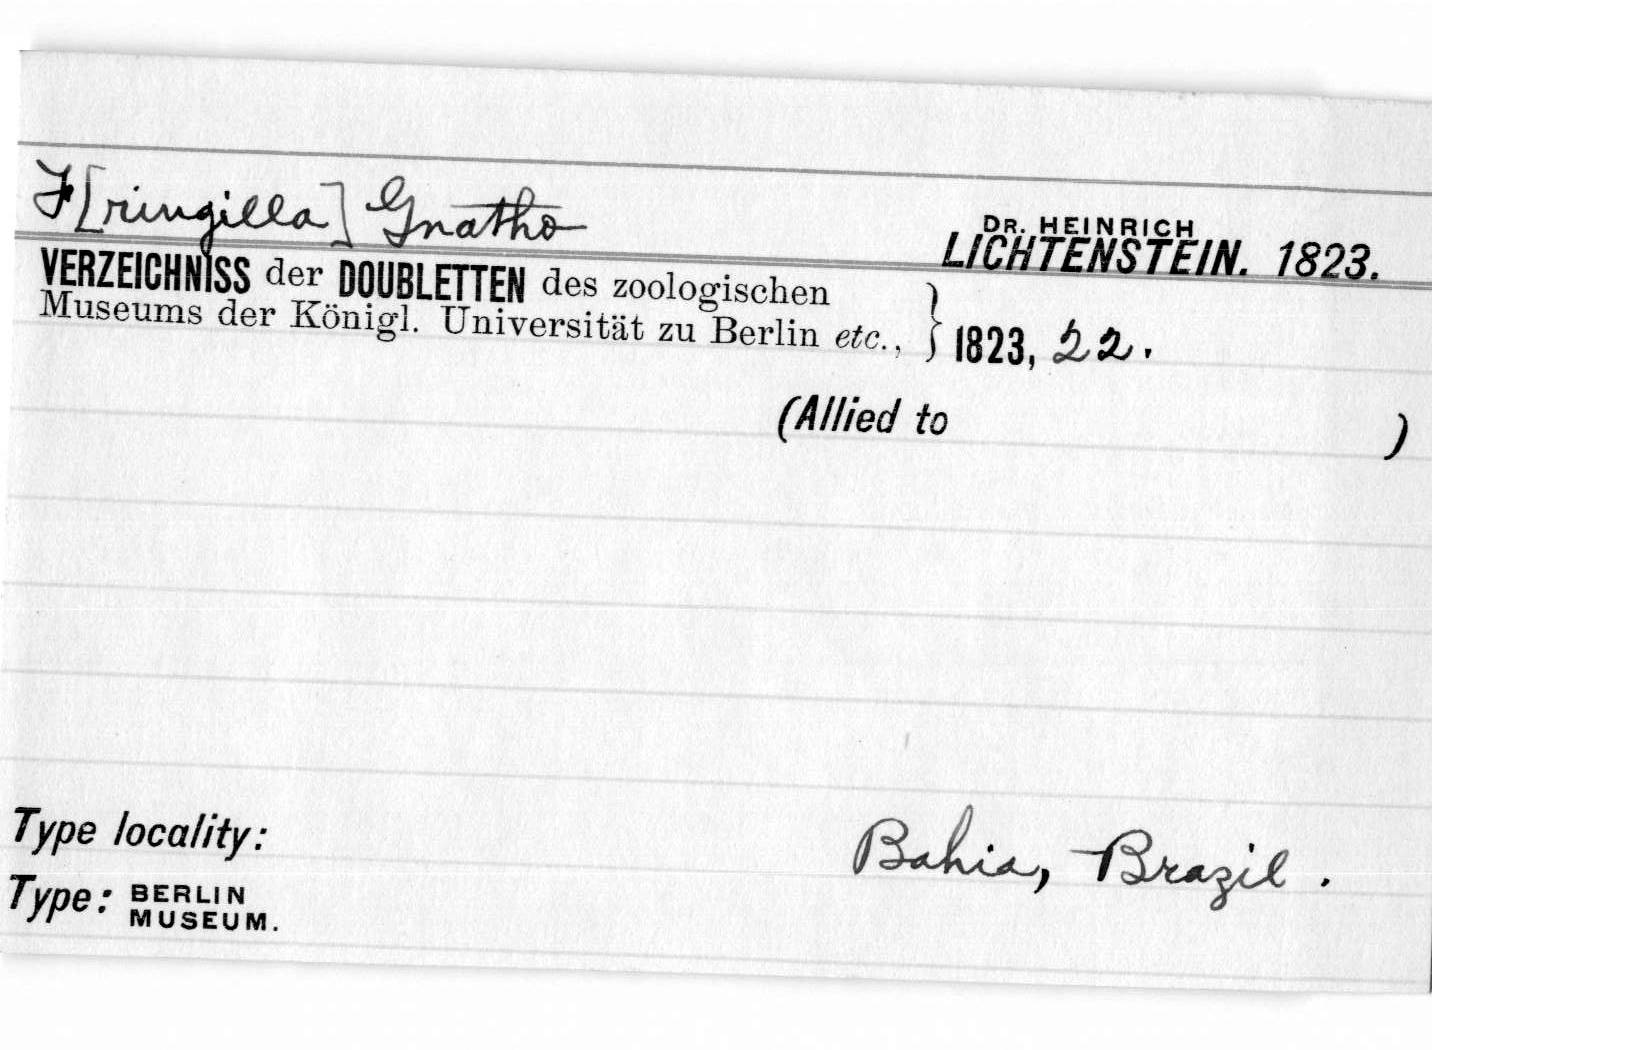 F[ringilla] Gnatho
DR. HEINRICH
LICHTENSTEIN. 1823.
VERZEICHNISS der DOUBLETTEN des zoologischen
Museums der Königl. Universität zu Berlin etc., } 1823, 22.
(Allied to )
Type locality: Bahia, Brazil.
Type: BERLIN
MUSEUM.